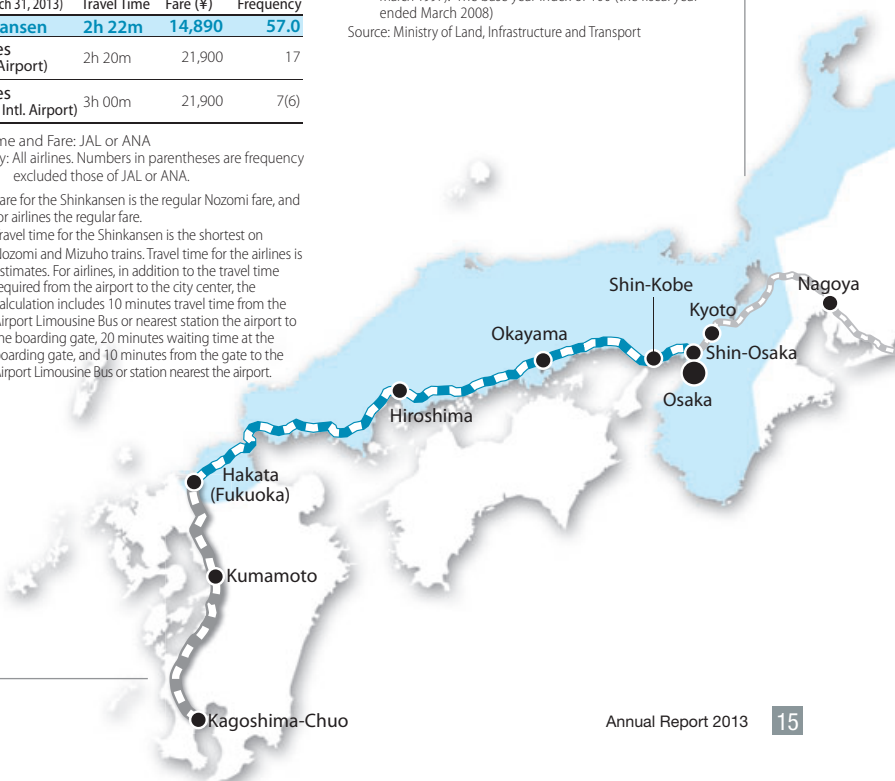 ch 31, 2013) Travel Time Fare (¥) Frequency
ansen 2h 22m 14,890 57.0
es
Airport) 2h 20m 21,900 17
es
Intl. Airport) 3h 00m 21,900 7(6)
me and Fare: JAL or ANA
y: All airlines. Numbers in parentheses are frequency
excluded those of JAL or ANA.
are for the Shinkansen is the regular Nozomi fare, and
or airlines the regular fare.
ravel time for the Shinkansen is the shortest on
Nozomi and Mizuho trains. Travel time for the airlines is
stimates. For airlines, in addition to the travel time
equired from the airport to the city center, the
alculation includes 10 minutes travel time from the
Airport Limousine Bus or nearest station the airport to
he boarding gate, 20 minutes waiting time at the
oarding gate, and 10 minutes from the gate to the
Airport Limousine Bus or station nearest the airport.
ended March 2008)
Source: Ministry of Land, Infrastructure and Transport
Shin-Kobe
Nagoya
Kyoto
Okayama
Shin-Osaka
Osaka
Hiroshima
Hakata
(Fukuoka)
Kumamoto
Kagoshima-Chuo
Annual Report 2013 15